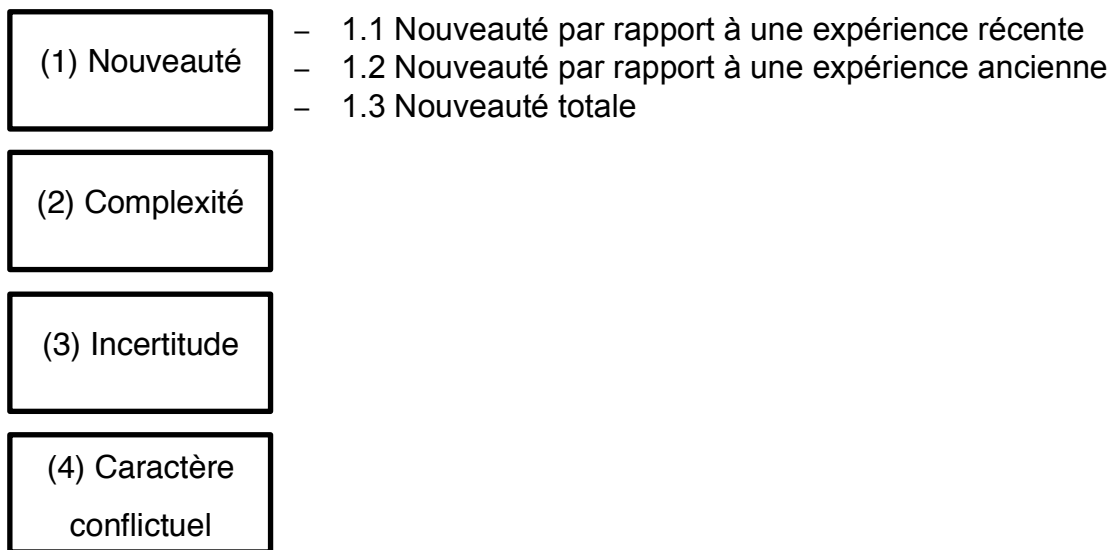 (1) Nouveauté
– 1.1 Nouveauté par rapport à une expérience récente
– 1.2 Nouveauté par rapport à une expérience ancienne
– 1.3 Nouveauté totale
(2) Complexité
(3) Incertitude
(4) Caractère
conflictuel